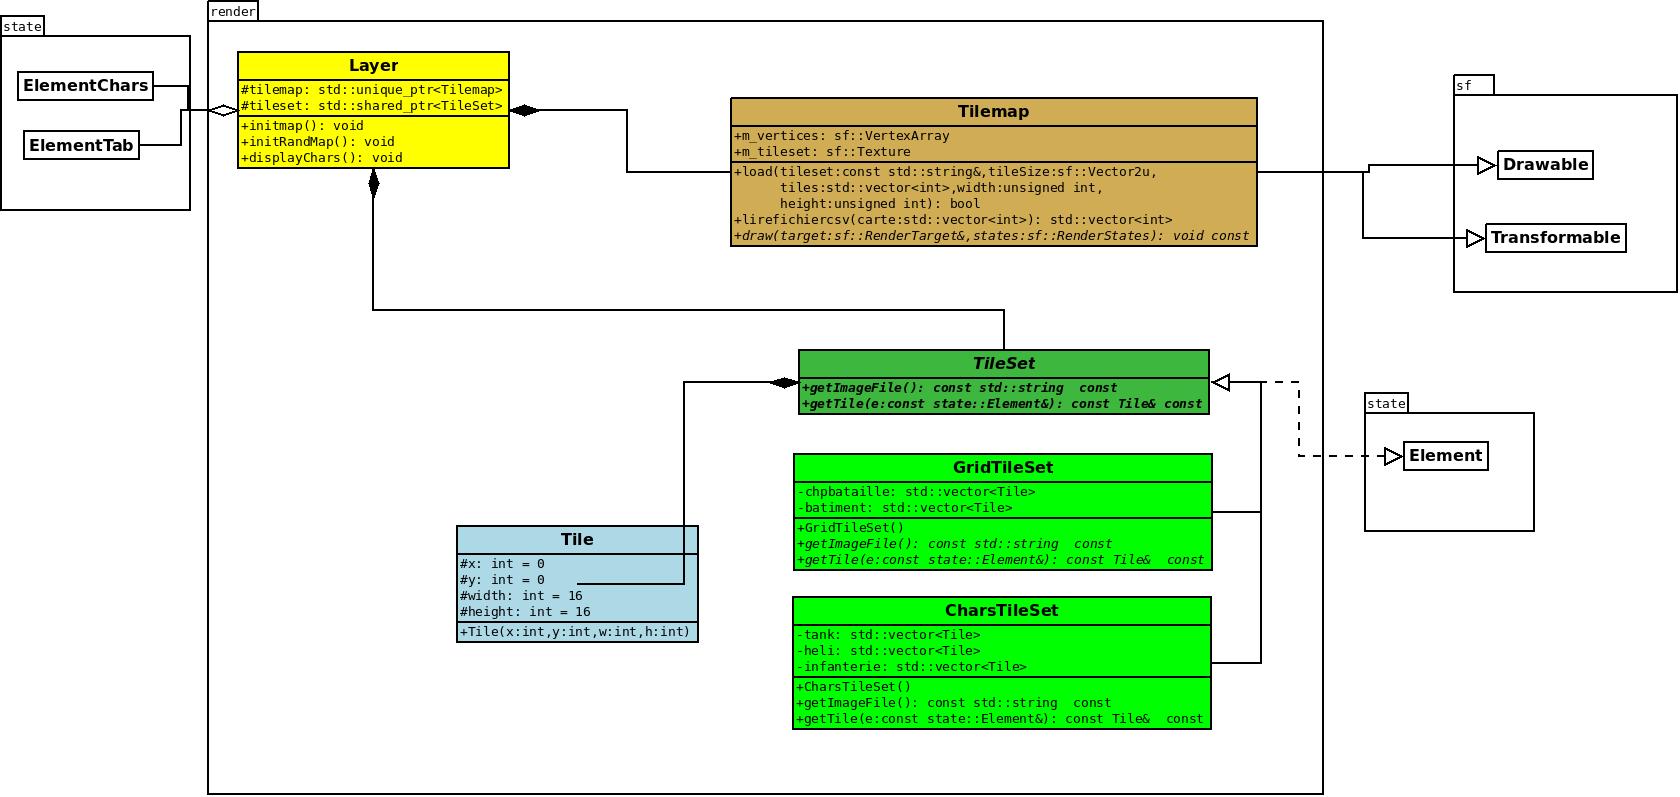 state
ElementChars
ElementTab
render
Layer
#tilemap: std::unique_ptr<Tilemap>
#tileset: std::shared_ptr<TileSet>
+initmap(): void
+initRandMap(): void
+displayChars(): void
Tilemap
+m_vertices: sf::VertexArray
+m_tileset: sf::Texture
+load(tileset:const std::string&,tileSize:sf::Vector2u,
tiles:std::vector<int>,width:unsigned int,
height:unsigned int): bool
+lirefichiercsv(carte:std::vector<int>): std::vector<int>
+draw(target:sf::RenderTarget&,states:sf::RenderStates): void const
sf
Drawable
Transformable
TileSet
+getImageFile(): const std::string  const
+getTile(e:const state::Element&): const Tile& const
state
Element
GridTileSet
-chpbataille: std::vector<Tile>
-batiment: std::vector<Tile>
+GridTileSet()
+getImageFile(): const std::string  const
+getTile(e:const state::Element&): const Tile&  const
Tile
#x: int = 0
#y: int = 0
#width: int = 16
#height: int = 16
+Tile(x:int,y:int,w:int,h:int)
CharsTileSet
-tank: std::vector<Tile>
-heli: std::vector<Tile>
-infanterie: std::vector<Tile>
+CharsTileSet()
+getImageFile(): const std::string  const
+getTile(e:const state::Element&): const Tile&  const